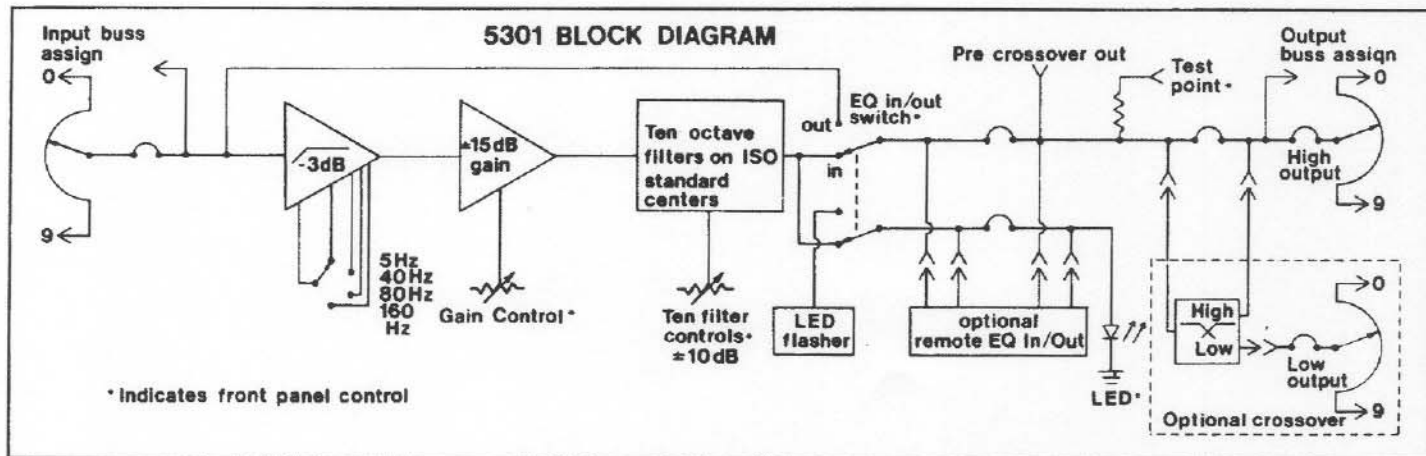 5301 BLOCK DIAGRAM
Input buss
assign
0
9
-3dB
5Hz
40Hz
80Hz
160
Hz
±15dB
gain
Gain Control*
Ten octave
filters on ISO
standard
centers
Ten filter
controls*
±10dB
out
in
EQ in/out
switch*
LED
flasher
Pre crossover out
Test
point*
optional
remote EQ In/Out
LED*
Output
buss assign
0
High
output
9
High
Low
Low
output
0
9
Optional crossover
*Indicates front panel control